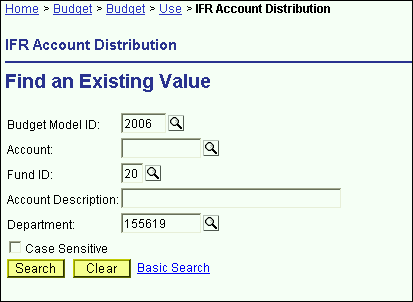 Home > Budget > Budget > Use > IFR Account Distribution
IFR Account Distribution
Find an Existing Value
Budget Model ID: 2006
Account:
Fund ID: 20
Account Description:
Department: 155619
Case Sensitive
Search Clear Basic Search